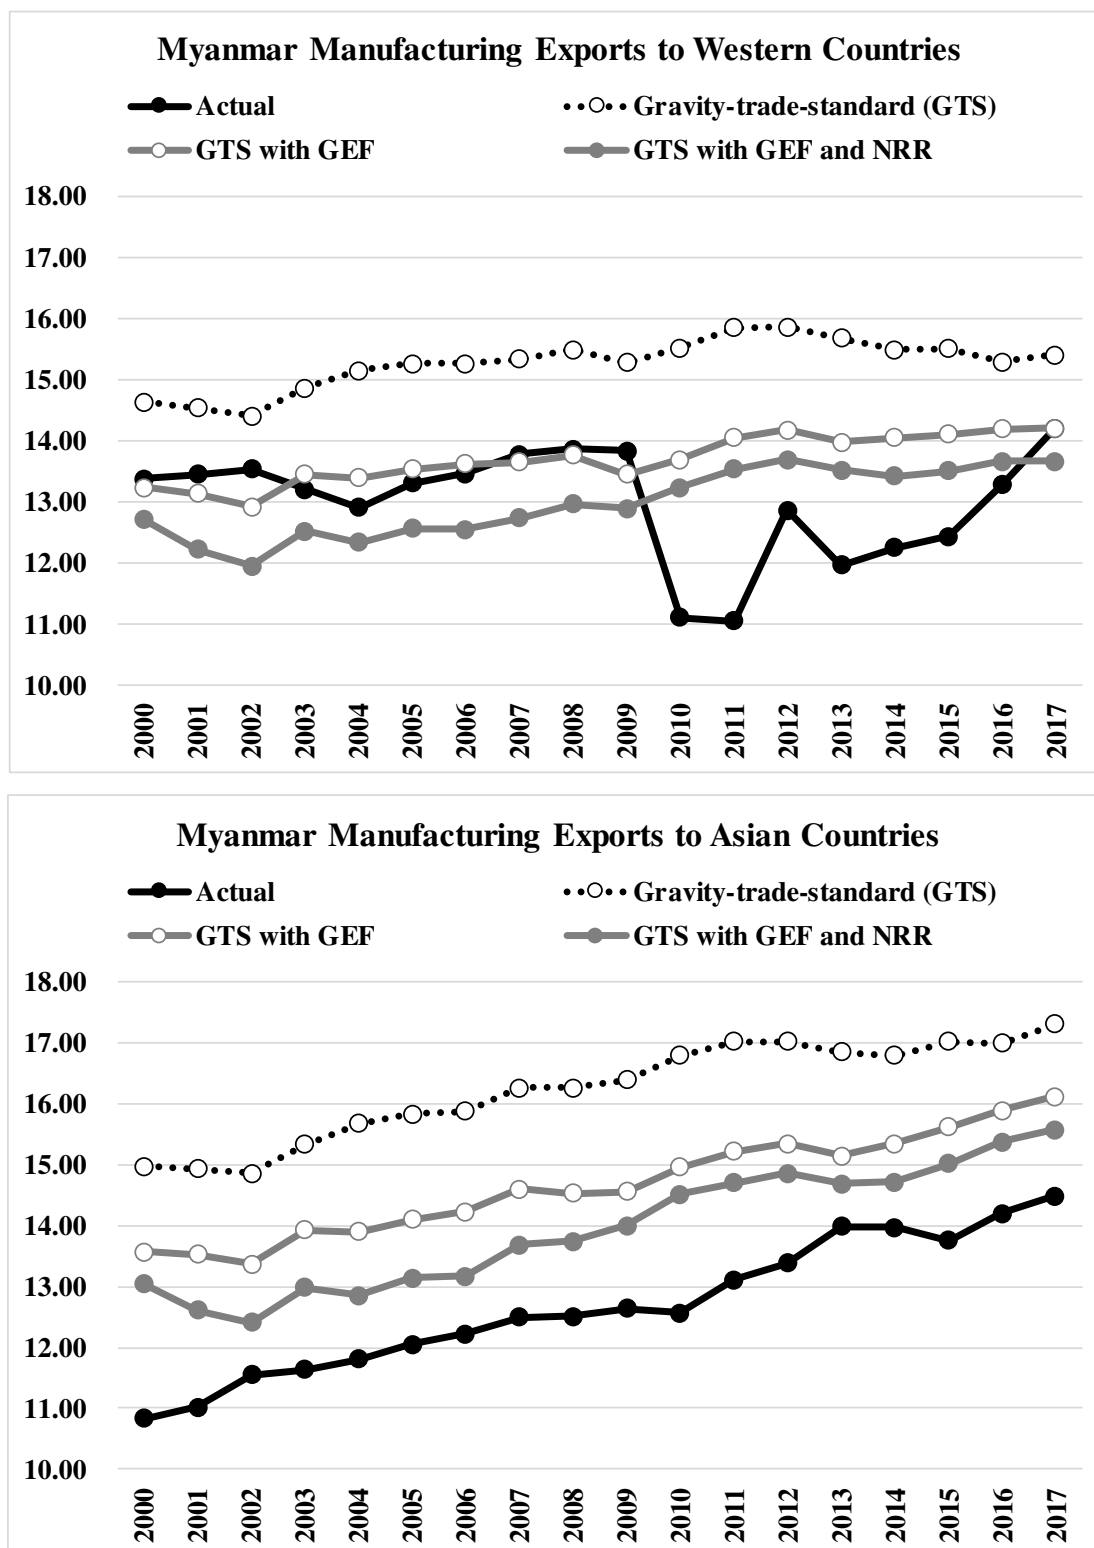 Myanmar Manufacturing Exports to Western Countries
Actual Gravity-trade-standard (GTS)
GTS with GEF GTS with GEF and NRR
18.00
17.00
16.00
15.00
14.00
13.00
12.00
11.00
10.00
2000 2001 2002 2003 2004 2005 2006 2007 2008 2009 2010 2011 2012 2013 2014 2015 2016 2017
Myanmar Manufacturing Exports to Asian Countries
Actual Gravity-trade-standard (GTS)
GTS with GEF GTS with GEF and NRR
18.00
17.00
16.00
15.00
14.00
13.00
12.00
11.00
10.00
2000 2001 2002 2003 2004 2005 2006 2007 2008 2009 2010 2011 2012 2013 2014 2015 2016 2017